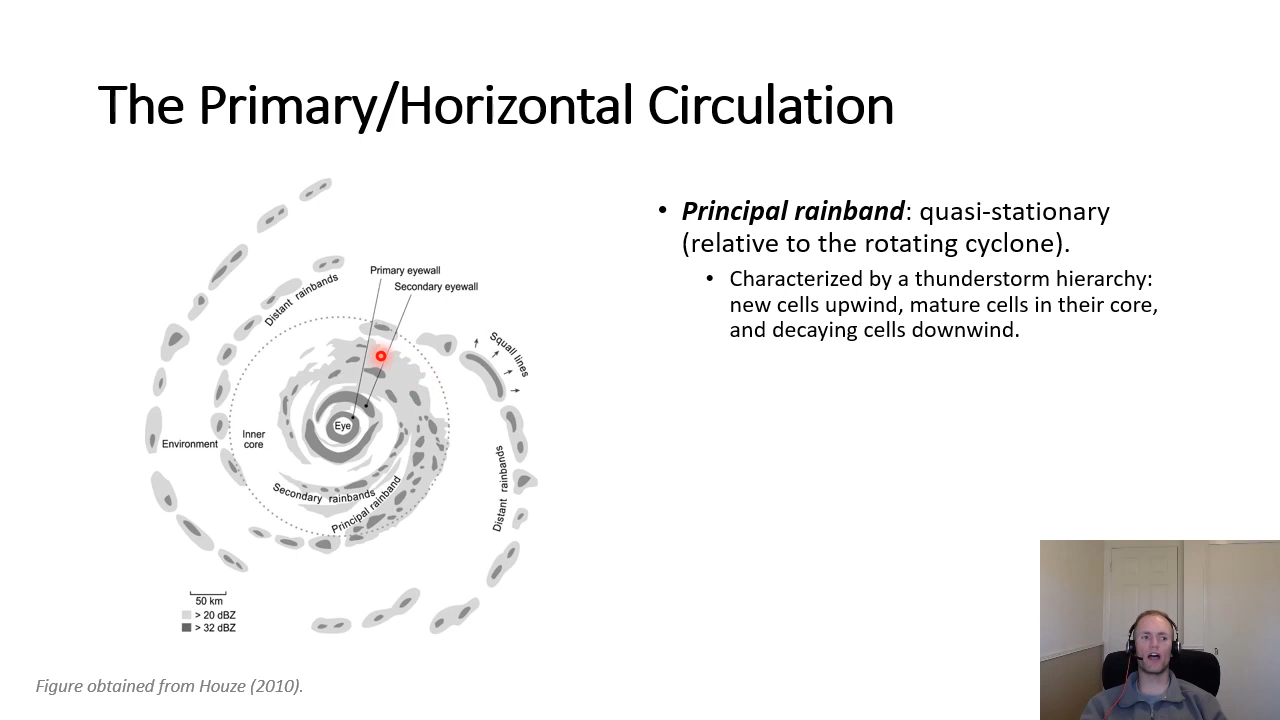 The Primary/Horizontal Circulation
Primary eyewall
Secondary eyewall
Distant rainbands
Squall lines
Eye
Environment
Inner
core
Distant rainbands
Secondary rainbands
Principal rainband
50 km
> 20 dBZ
> 32 dBZ
• Principal rainband: quasi-stationary
(relative to the rotating cyclone).
• Characterized by a thunderstorm hierarchy:
new cells upwind, mature cells in their core,
and decaying cells downwind.
Figure obtained from Houze (2010).